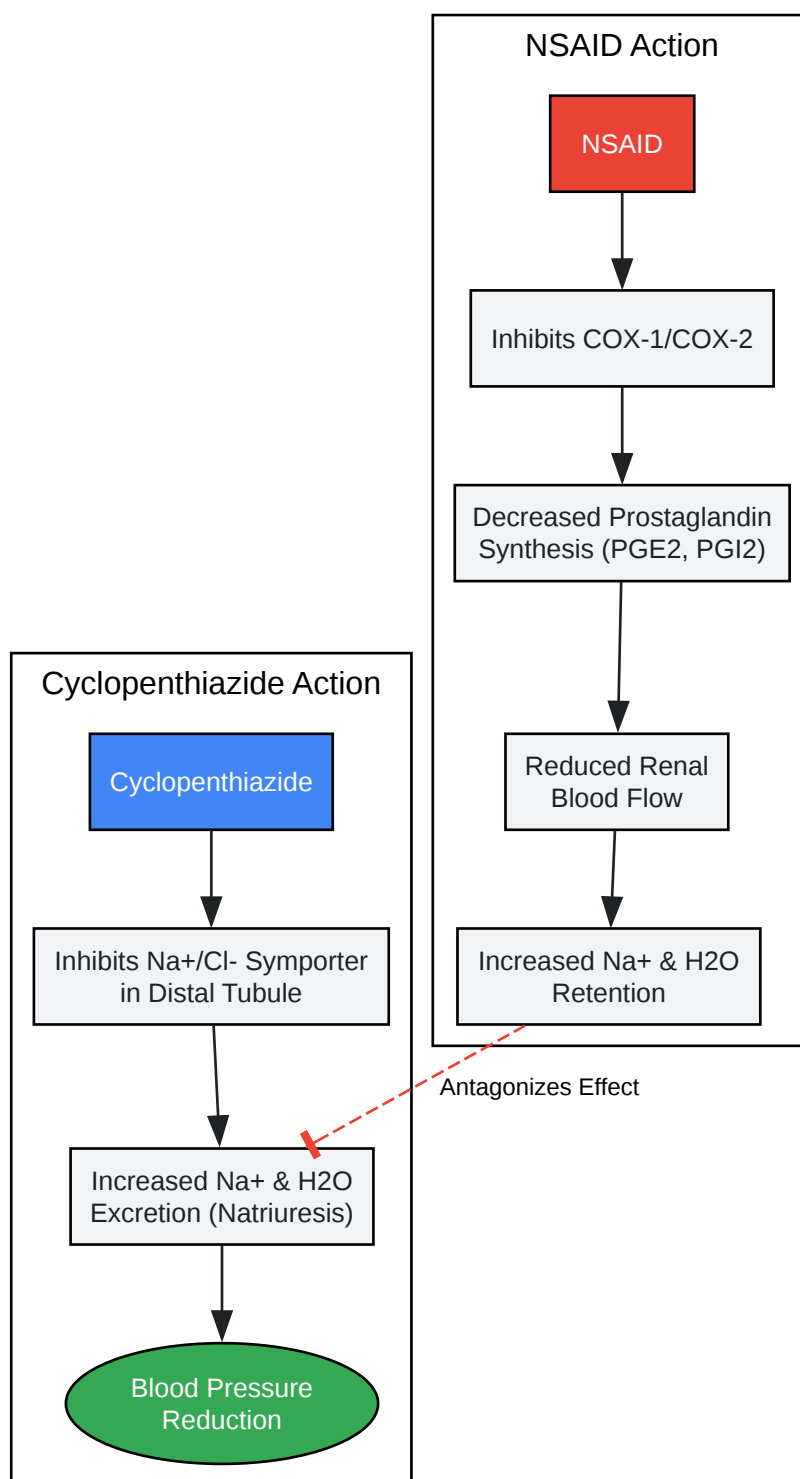 NSAID Action
NSAID
Inhibits COX-1/COX-2
Decreased Prostaglandin
Synthesis (PGE2, PGI2)
Reduced Renal
Blood Flow
Increased Na+ & H2O
Retention
Antagonizes Effect
Cyclopenthiazide Action
Cyclopenthiazide
Inhibits Na+/Cl- Symporter
in Distal Tubule
Increased Na+ & H2O
Excretion (Natriuresis)
Blood Pressure
Reduction